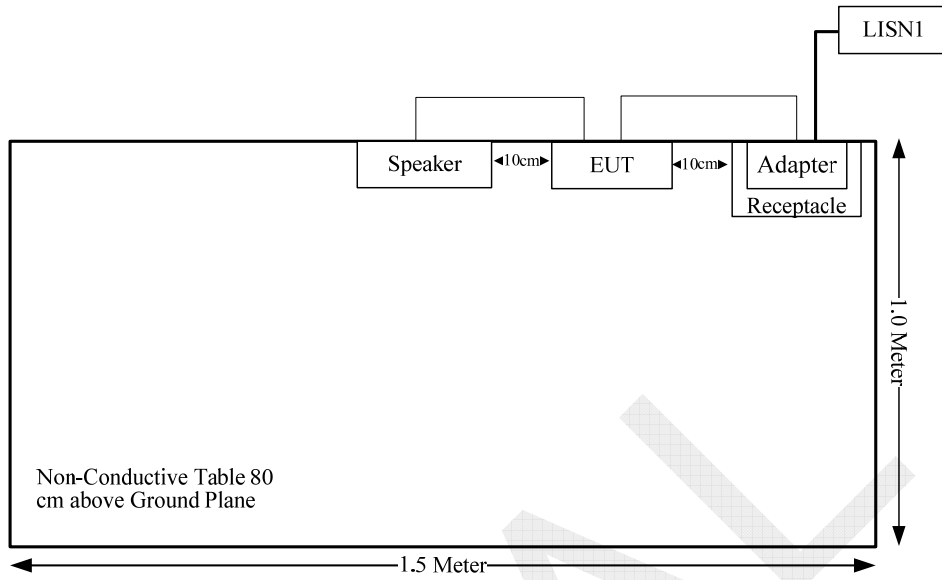 LISN1
Speaker
10cm
EUT
10cm
Adapter
Receptacle
1.0 Meter
Non-Conductive Table 80
cm above Ground Plane
1.5 Meter